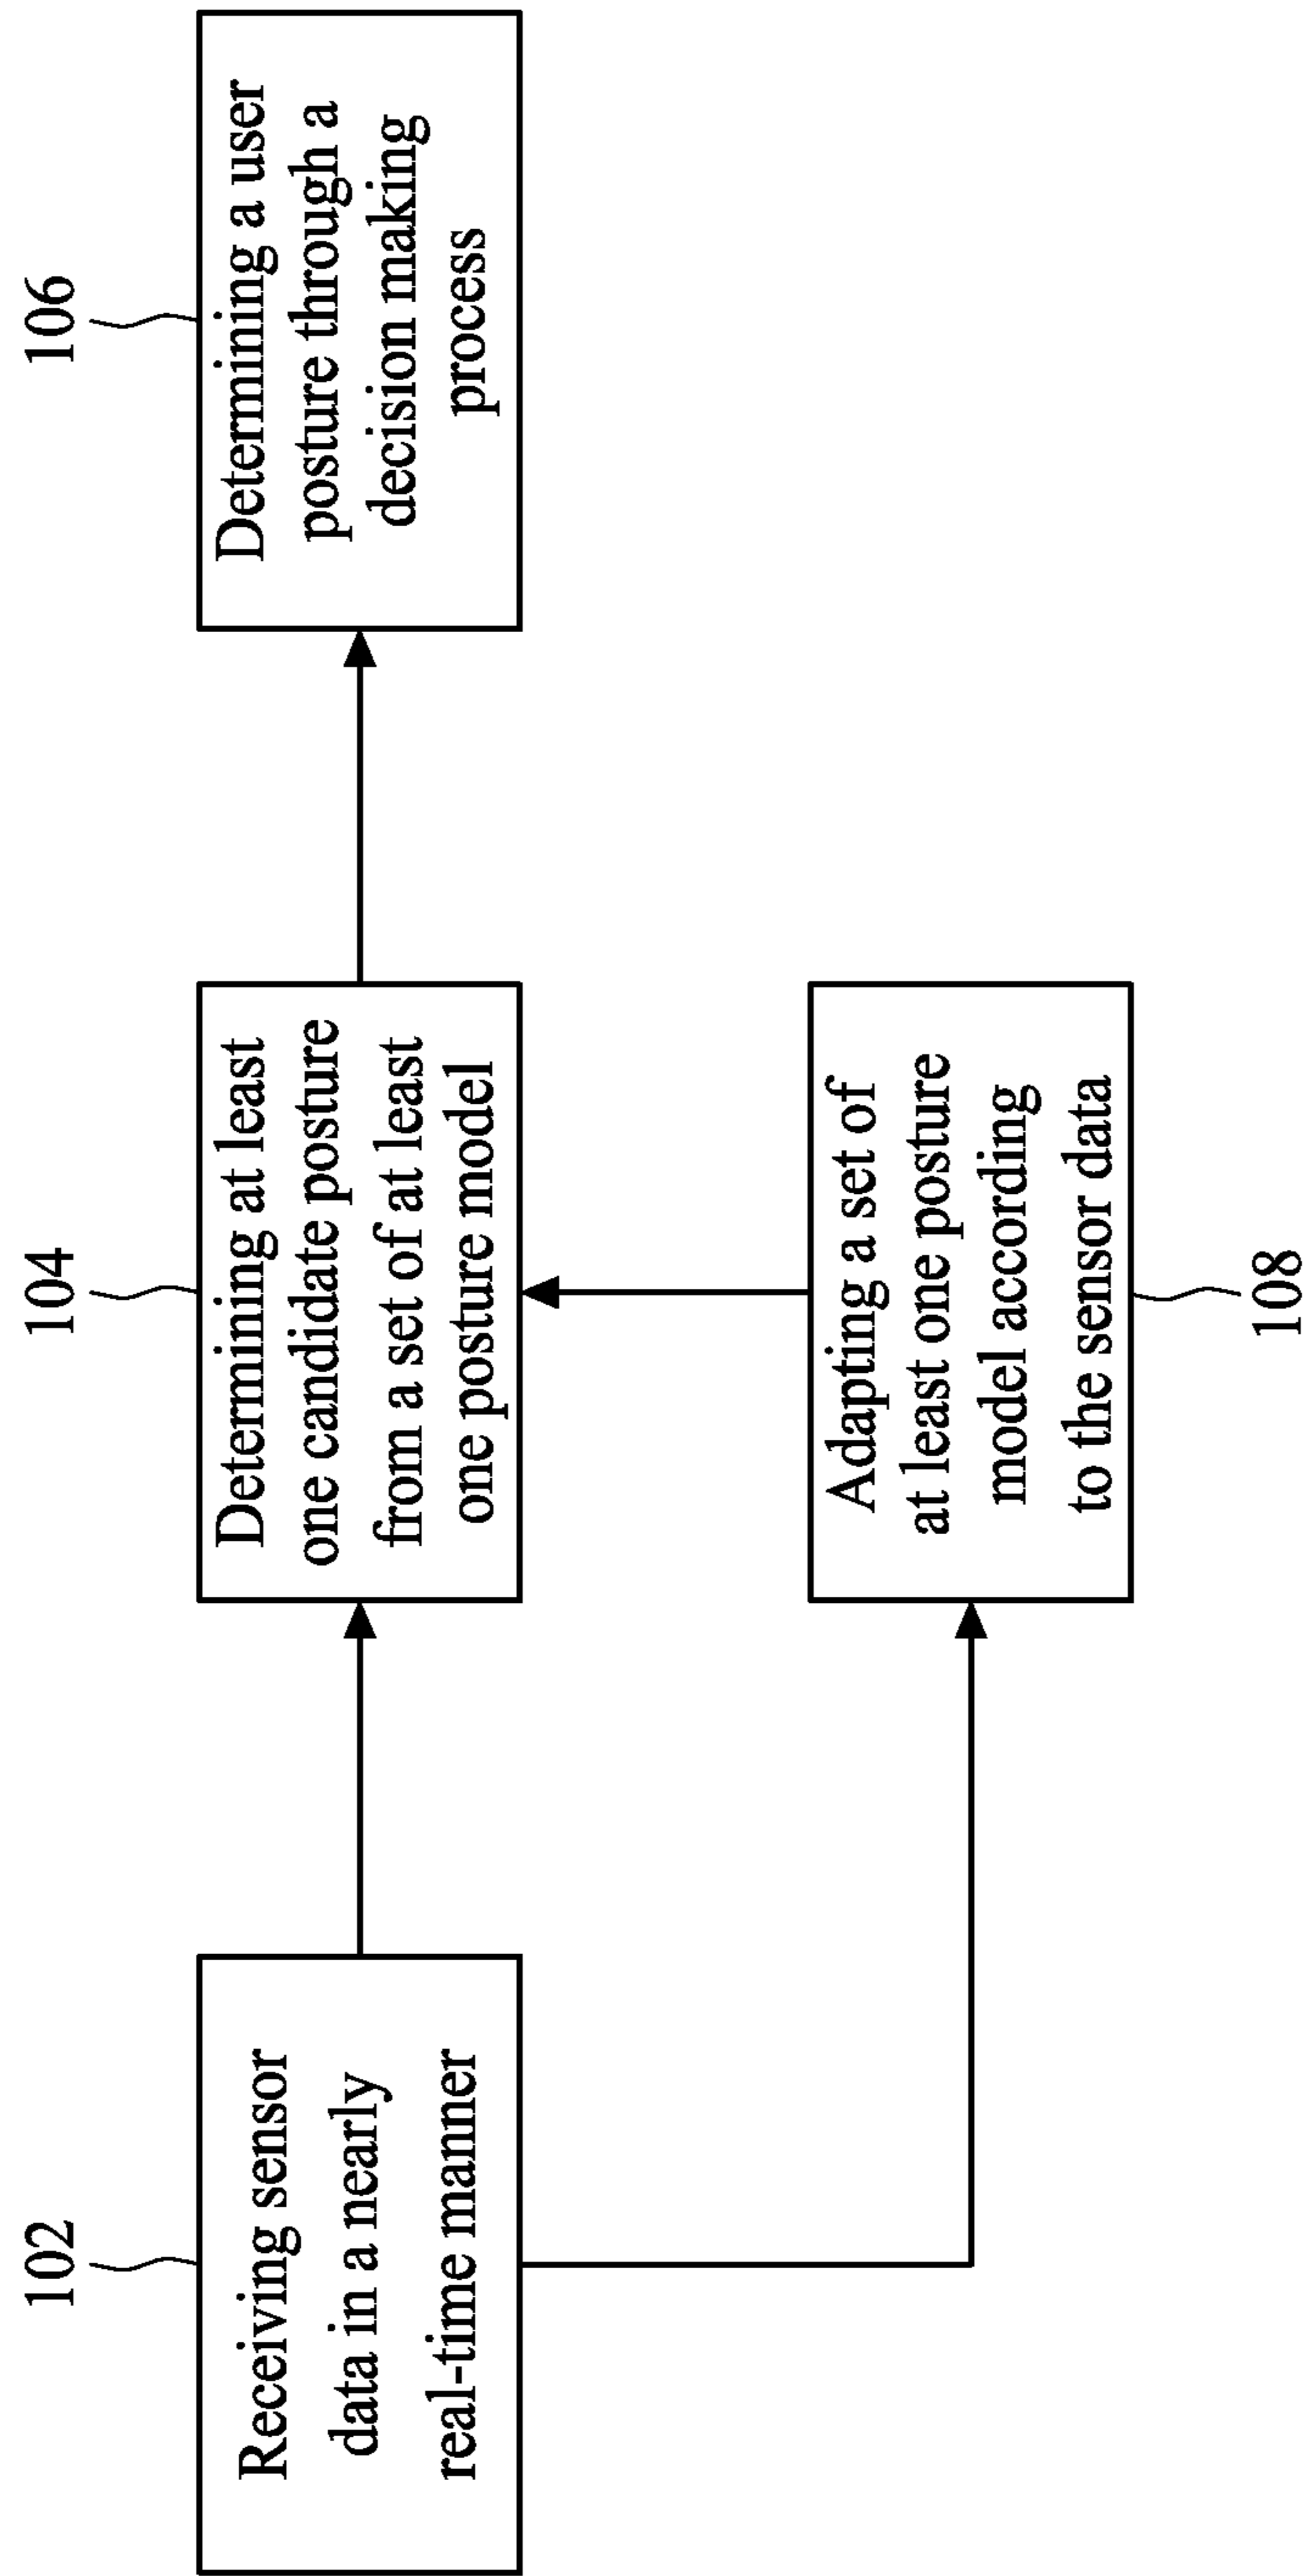 102
Receiving sensor
data in a nearly
real-time manner
104
Determining at least
one candidate posture
from a set of at least
one posture model
106
Determining a user
posture through a
decision making
process
Adapting a set of
at least one posture
model according
to the sensor data
108